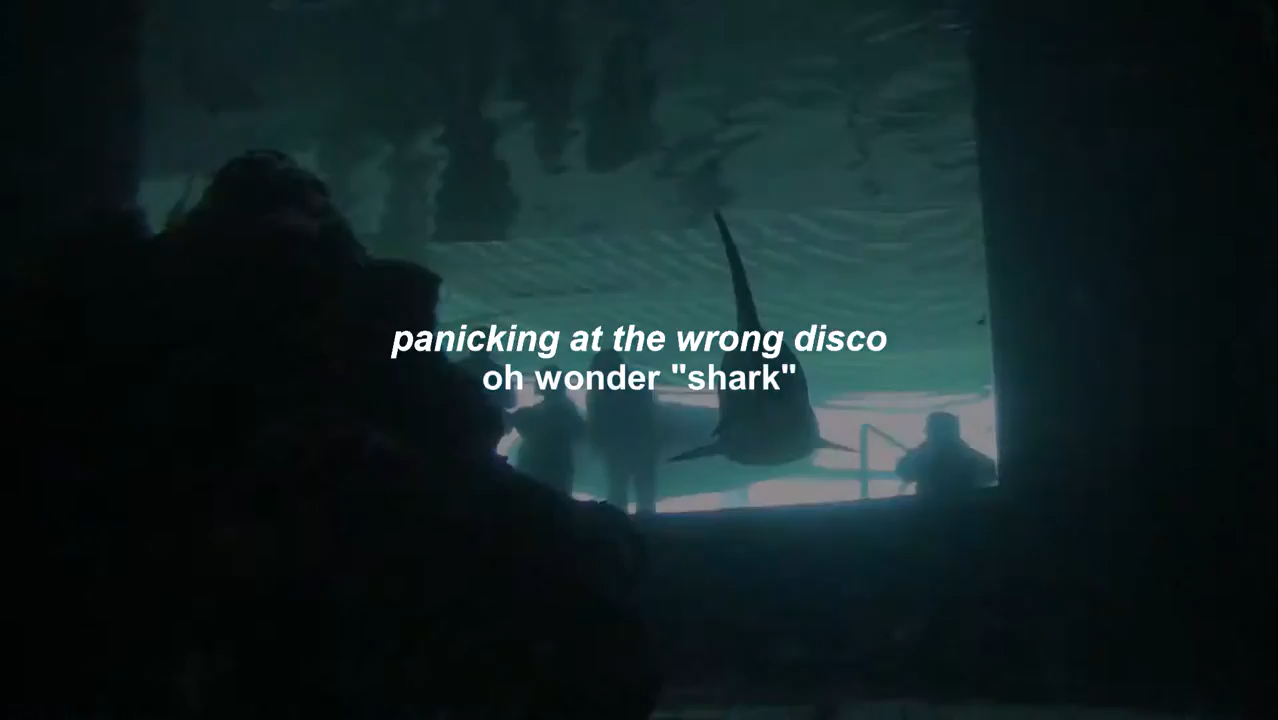 panicking at the wrong disco
oh wonder "shark"